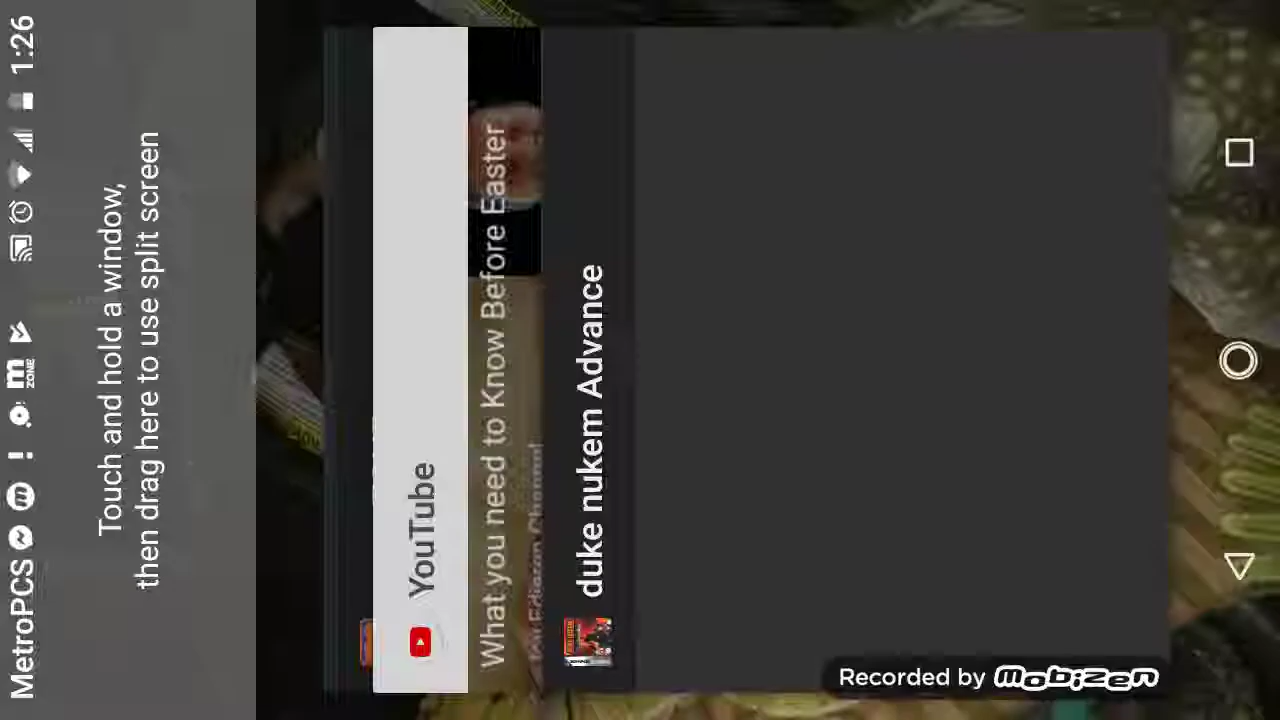 MetroPCS
1:26
m
ZONE
Touch and hold a window,
then drag here to use split screen
YouTube
What you need to Know Before Easter
duke nukem Advance
Recorded by mobizen